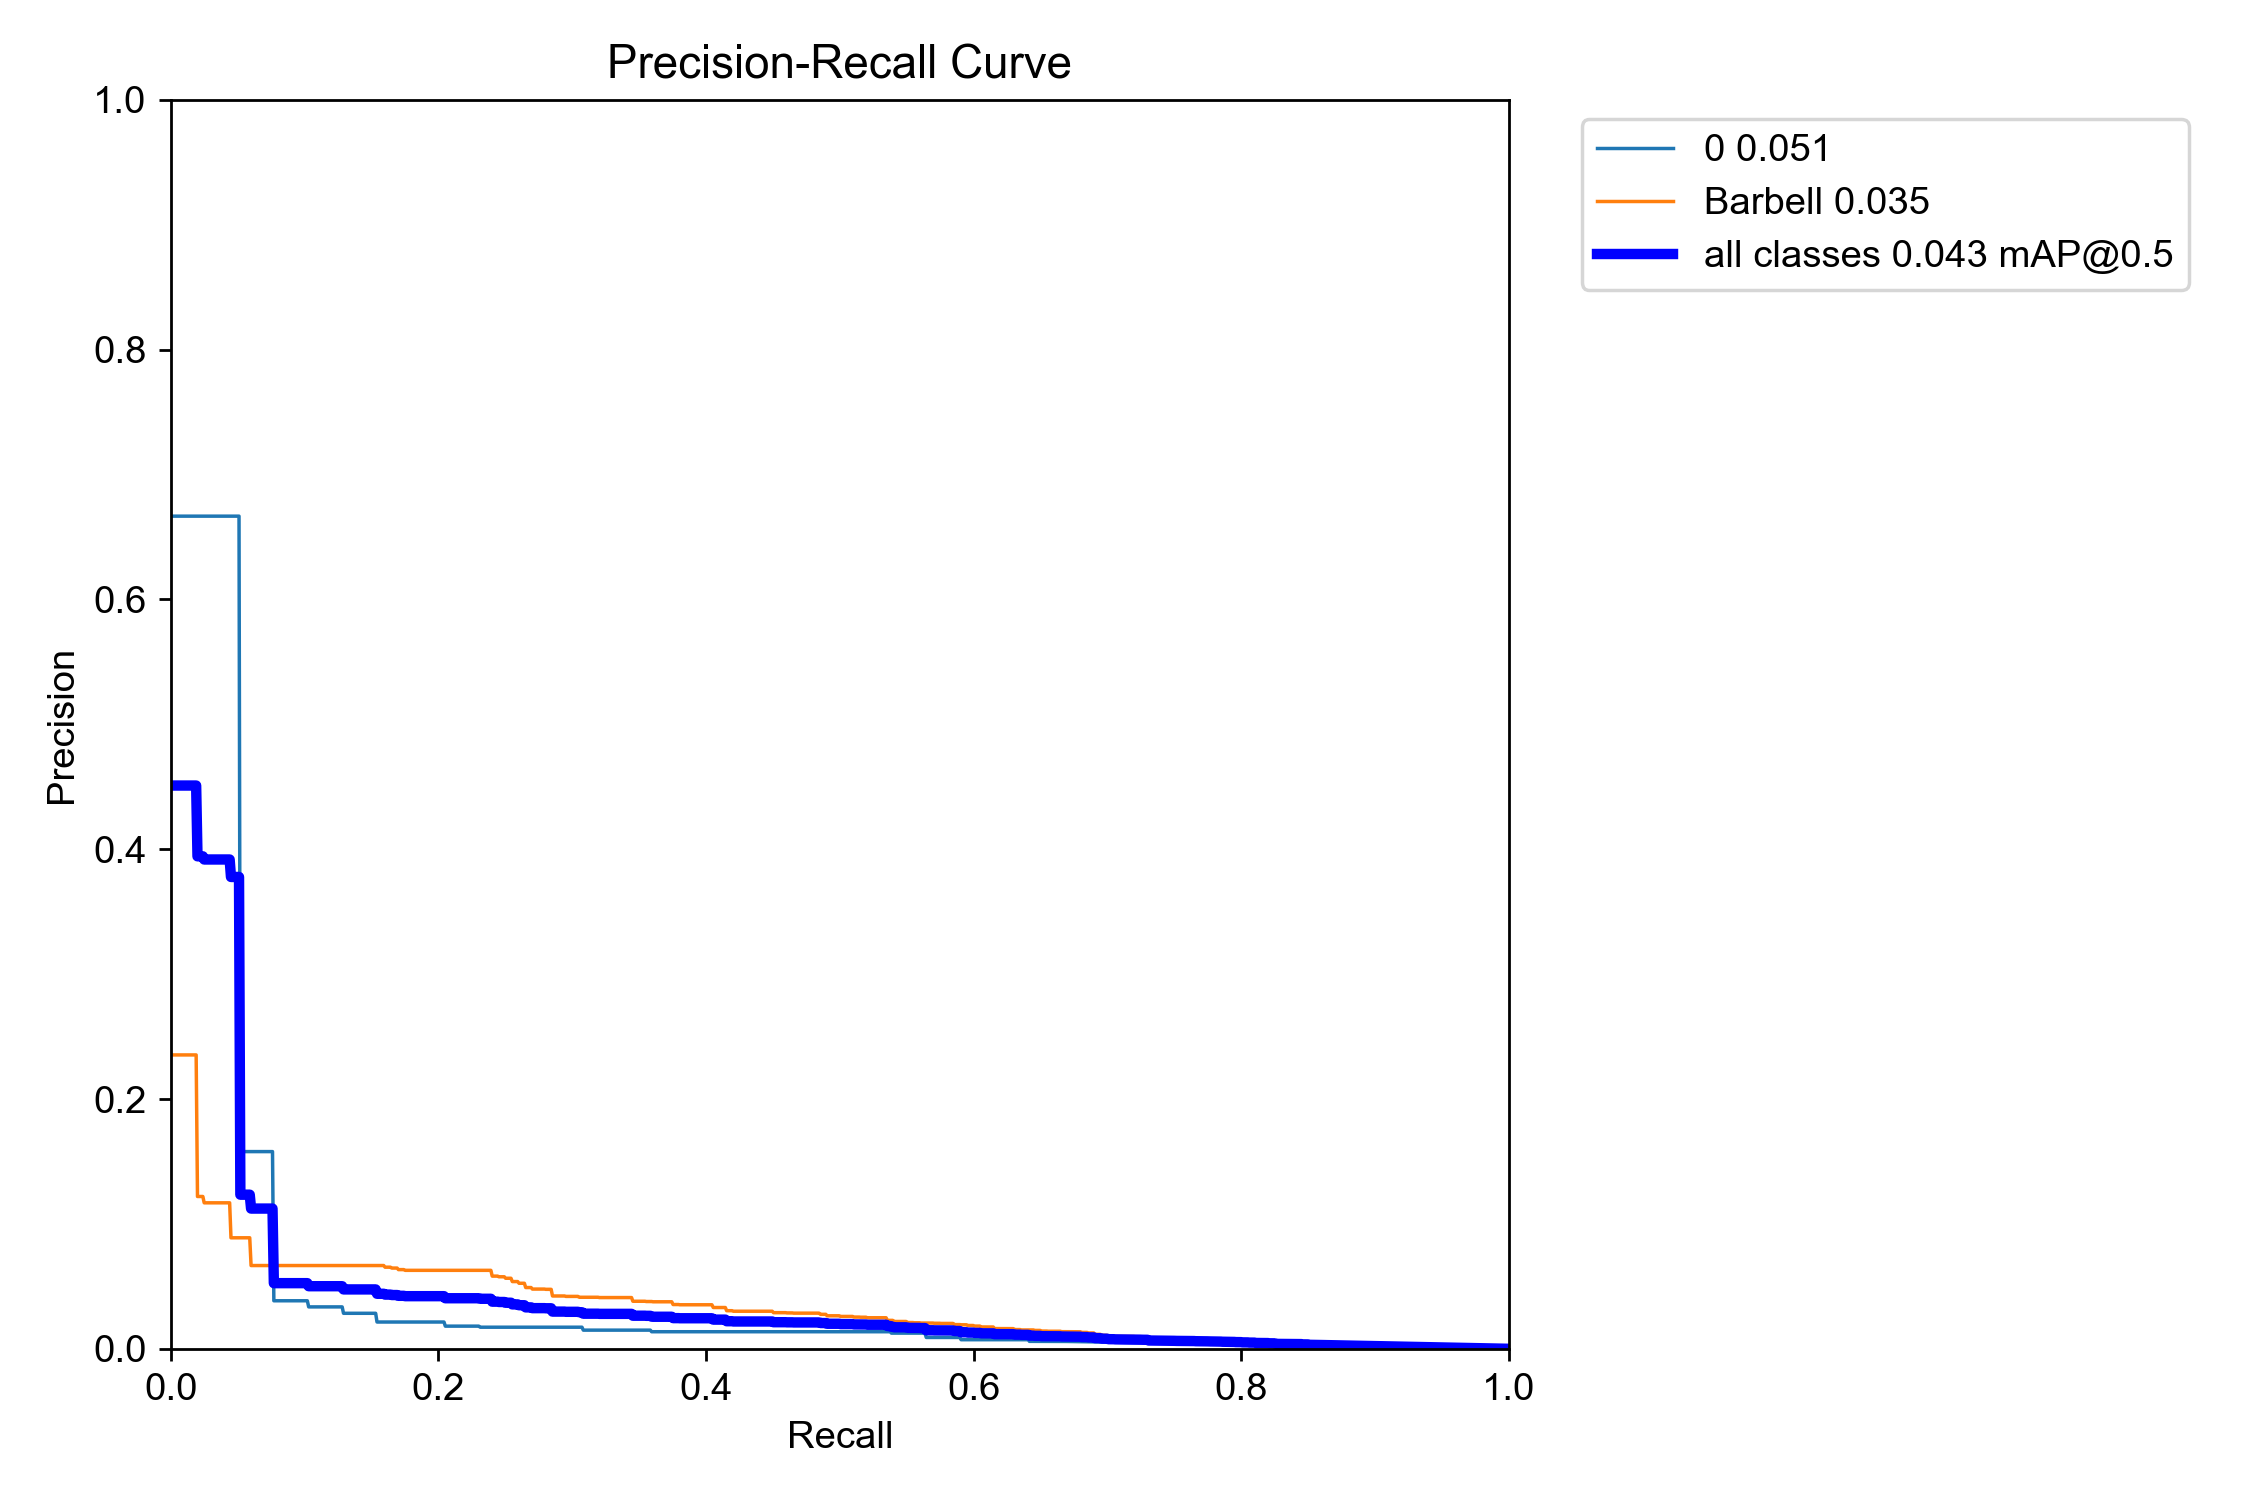 Precision-Recall Curve
1.0
0.8
0.6
0.4
0.2
0.0
Precision
0.0 0.2 0.4 0.6 0.8 1.0
Recall
0 0.051
Barbell 0.035
all classes 0.043 mAP@0.5